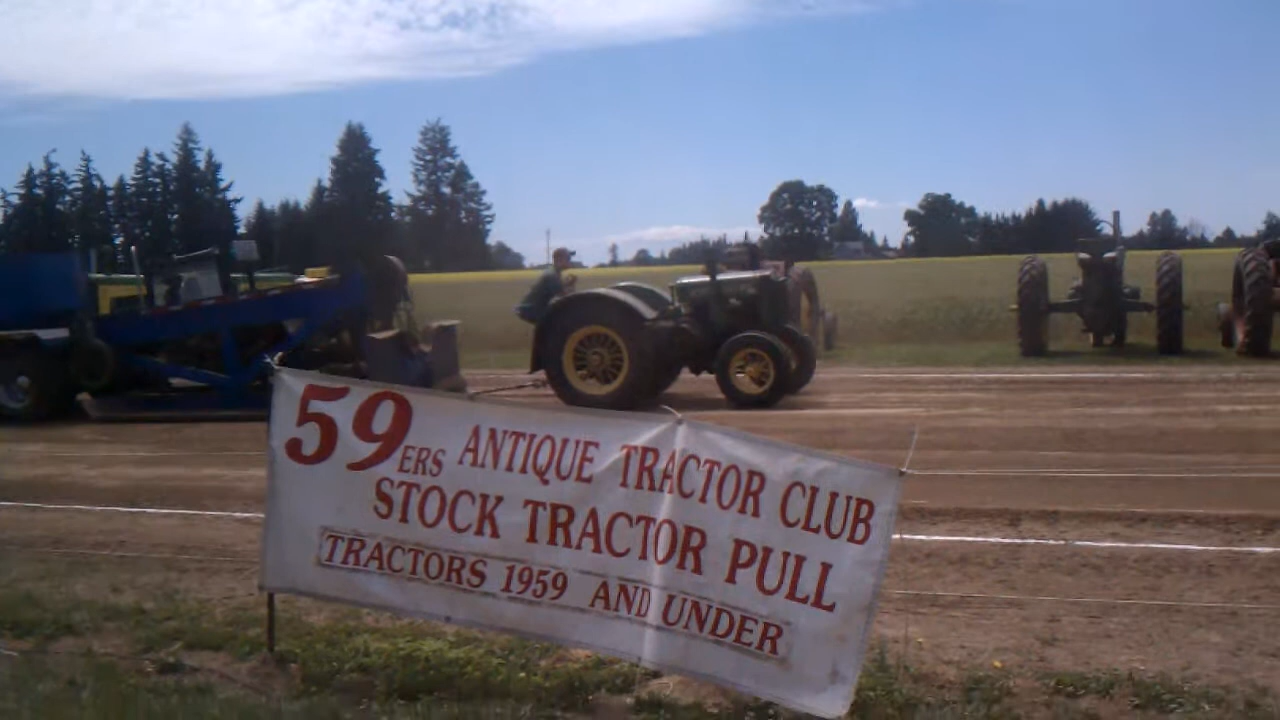 59ERS ANTIQUE TRACTOR CLUB
STOCK TRACTOR PULL
TRACTORS 1959 AND UNDER